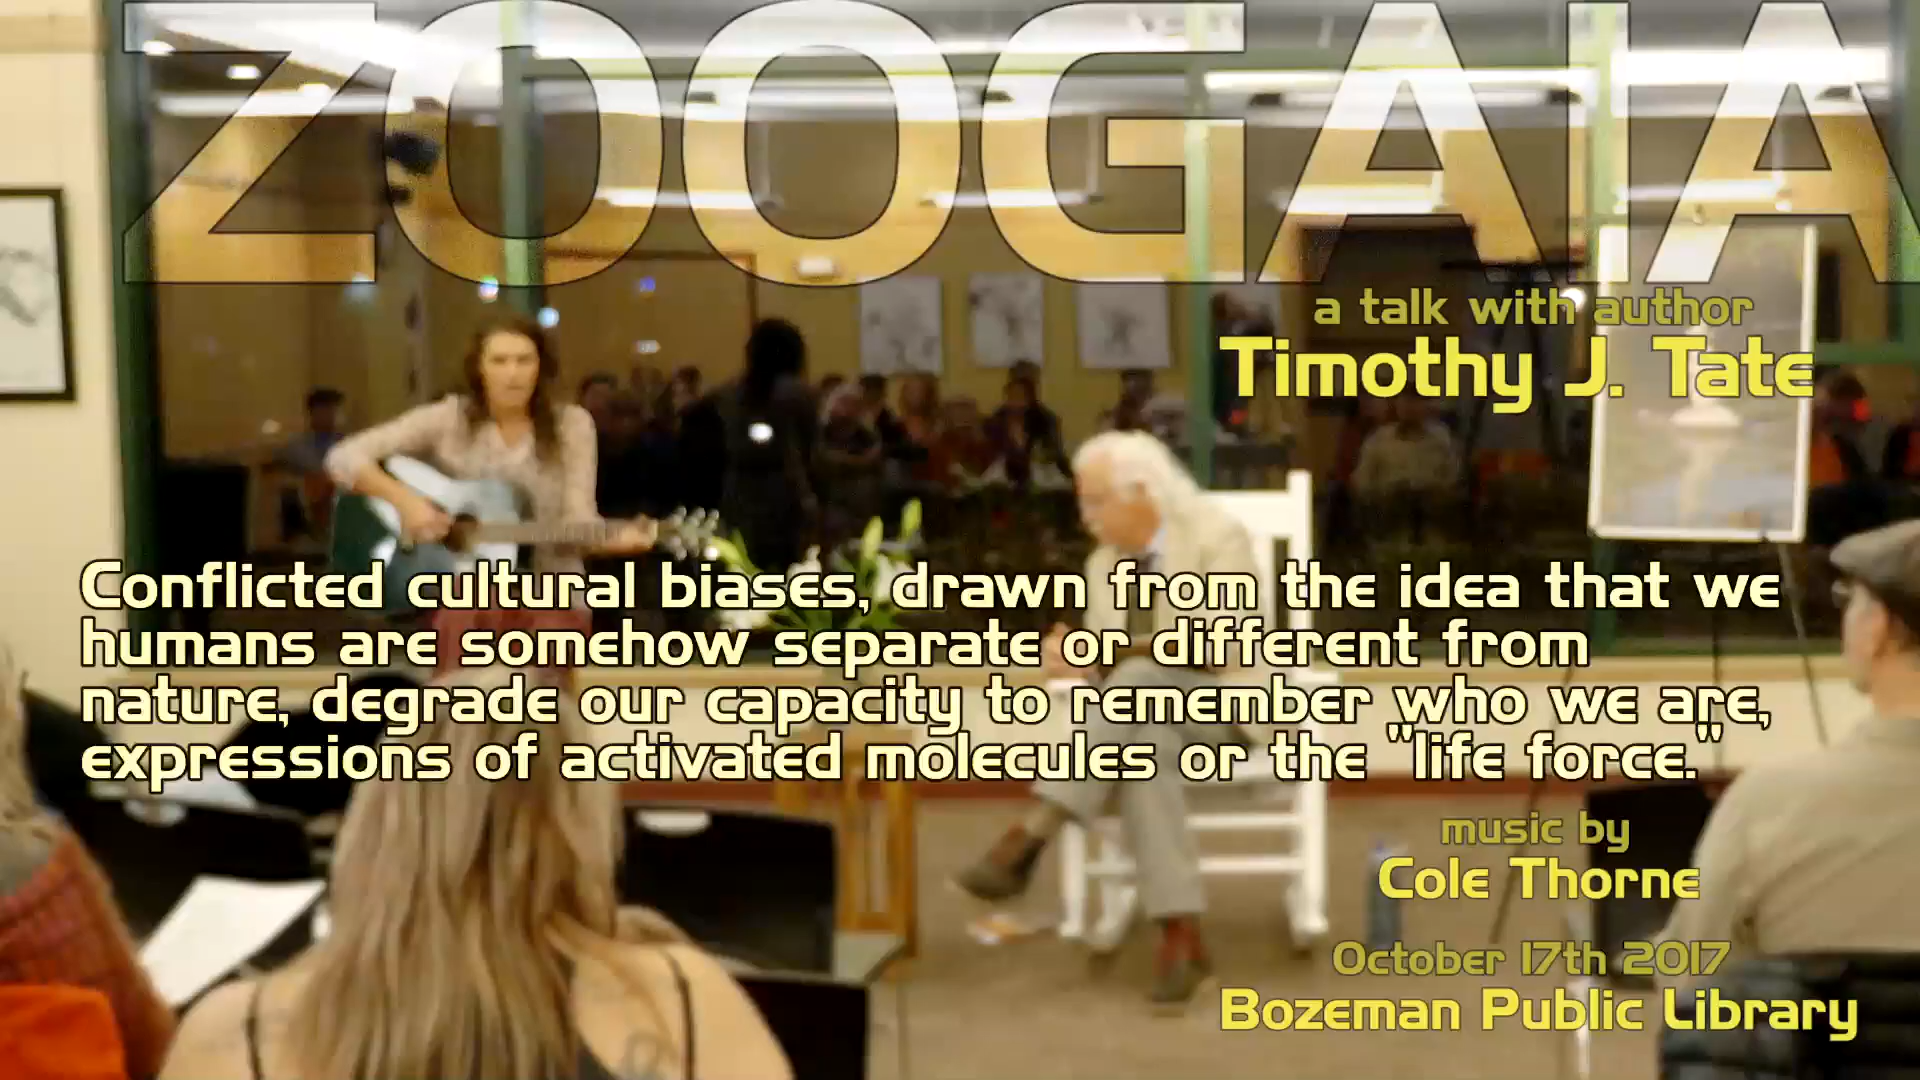 ZOOGAIA
a talk with author
Timothy J. Tate
Conflicted cultural biases, drawn from the idea that we
humans are somehow separate or different from
nature, degrade our capacity to remember who we are,
expressions of activated molecules or the "life force."
music by
Cole Thorne
October 17th 2017
Bozeman Public Library